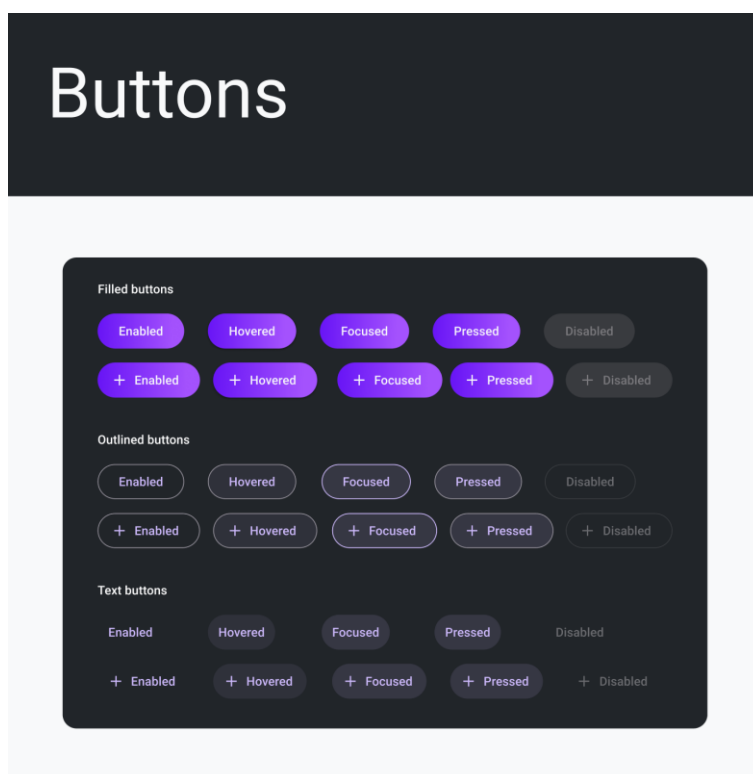 Buttons
Filled buttons
Enabled Hovered Focused Pressed Disabled
+ Enabled + Hovered + Focused + Pressed + Disabled
Outlined buttons
Enabled Hovered Focused Pressed Disabled
+ Enabled + Hovered + Focused + Pressed + Disabled
Text buttons
Enabled Hovered Focused Pressed Disabled
+ Enabled + Hovered + Focused + Pressed + Disabled